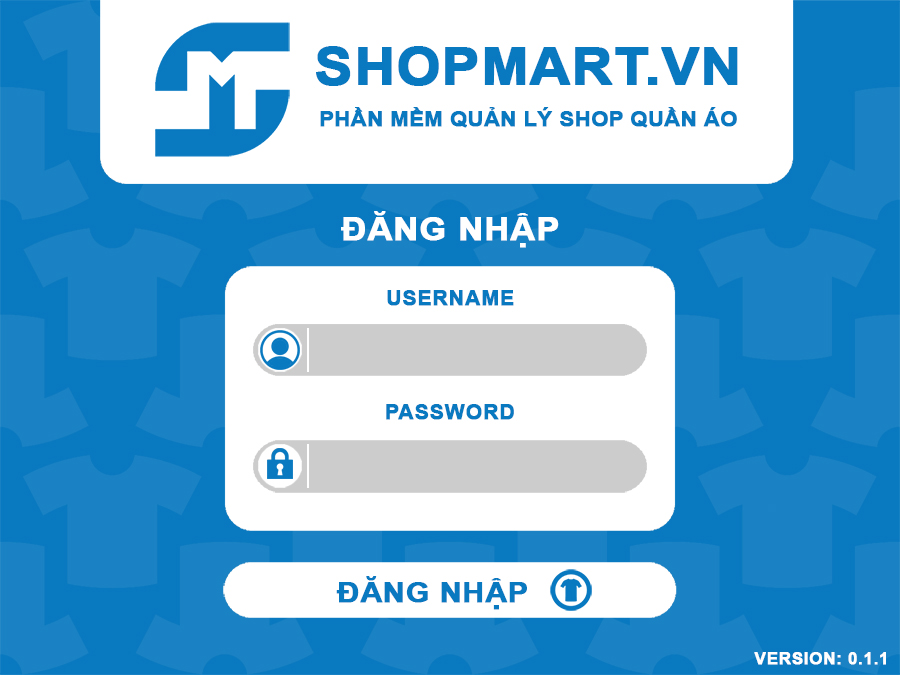 SHOPMART.VN
PHẦN MỀM QUẢN LÝ SHOP QUẦN ÁO
ĐĂNG NHẬP
USERNAME
PASSWORD
ĐĂNG NHẬP
VERSION: 0.1.1